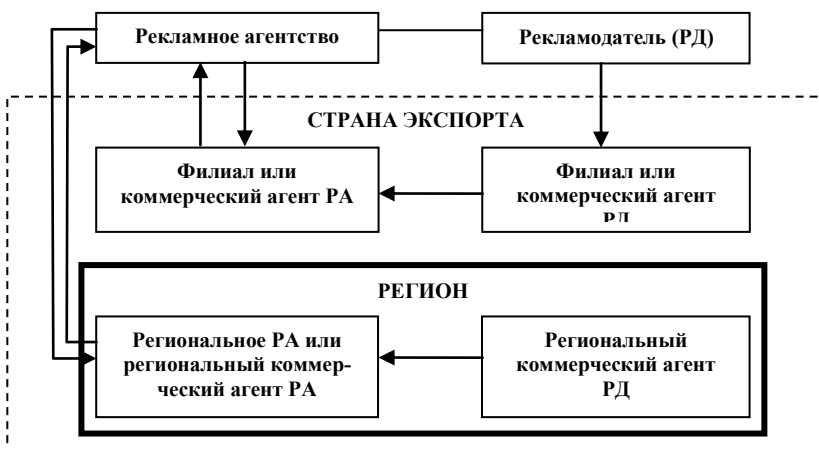 Рекламное агентство
Рекламодатель (РД)
СТРАНА ЭКСПОРТА
Филиал или
коммерческий агент РА
Филиал или
коммерческий агент
РД
РЕГИОН
Региональное РА или
региональный коммер-
ческий агент РА
Региональный
коммерческий агент
РД